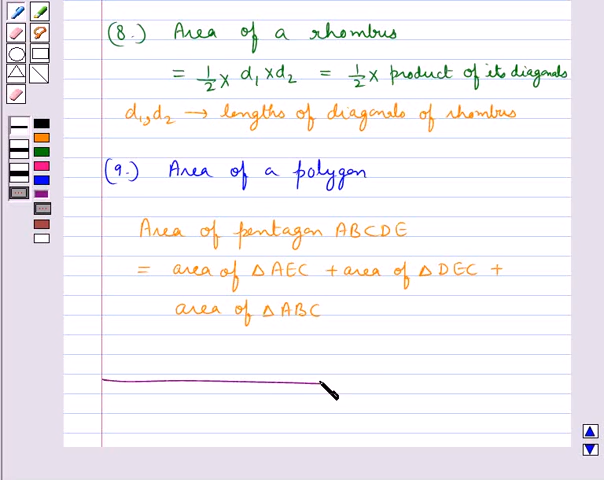 (8.) Area of a rhombus
= 1/2 × d₁ × d₂ = 1/2 × product of its diagonals
d₁, d₂ → lengths of diagonals of rhombus
(9.) Area of a polygon
Area of pentagon ABCDE
= area of △ AEC + area of △ DEC +
area of △ ABC